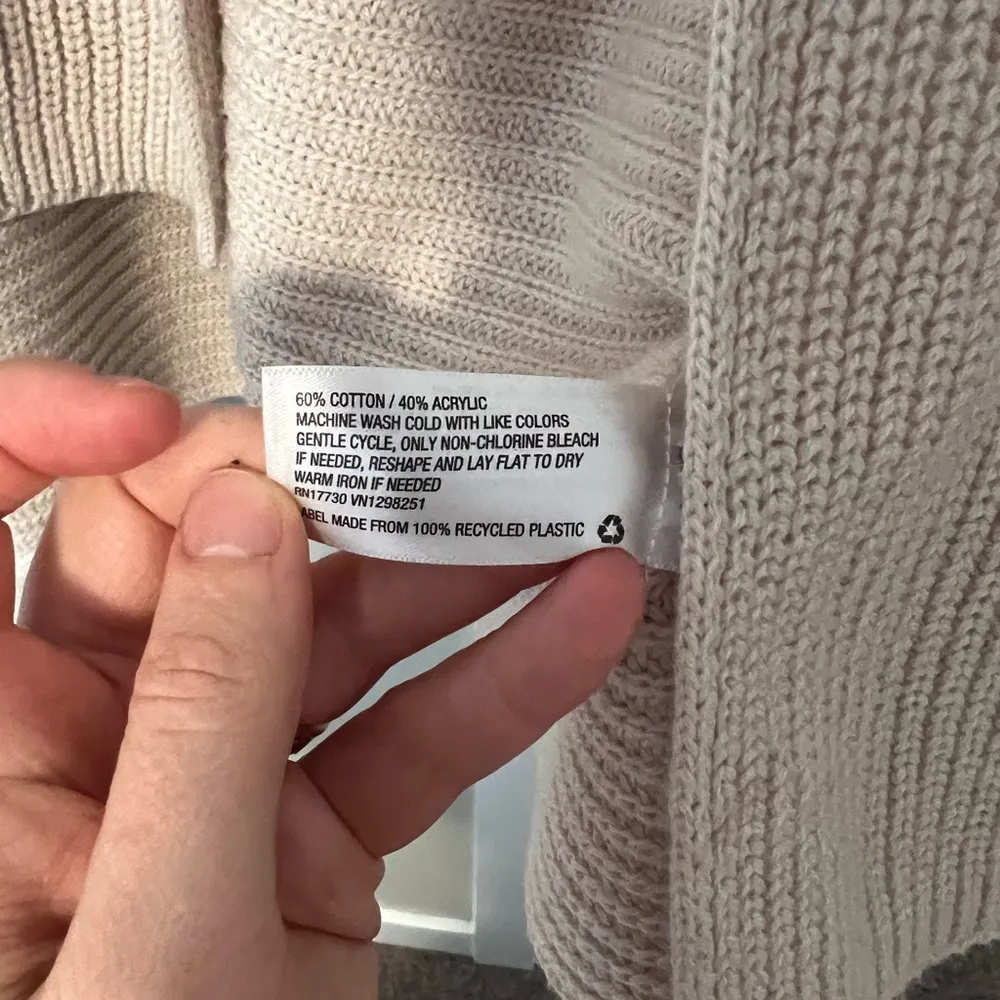 60% COTTON / 40% ACRYLIC
MACHINE WASH COLD WITH LIKE COLORS
GENTLE CYCLE, ONLY NON-CHLORINE BLEACH
IF NEEDED, RESHAPE AND LAY FLAT TO DRY
WARM IRON IF NEEDED
RN17730 VN1298251
LABEL MADE FROM 100% RECYCLED PLASTIC